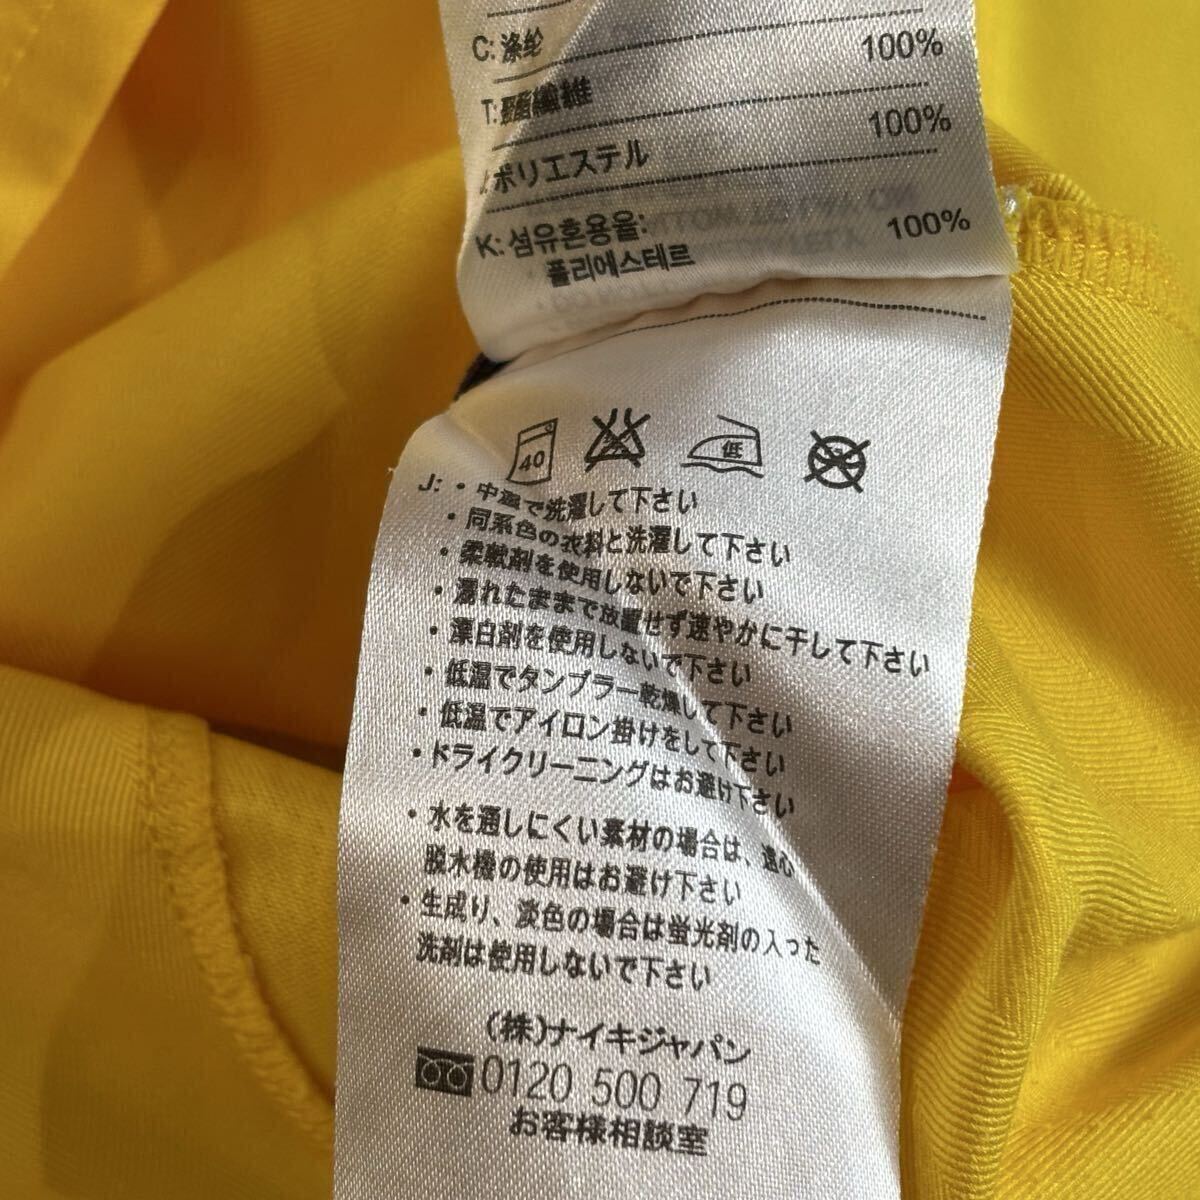 C: 涤纶 100%
T: 聚酯纖維 100%
ポリエステル
K: 섬유혼용율: 100%
폴리에스테르
40 低
J: ・中温で洗濯して下さい
・同系色の衣料と洗濯して下さい
・柔軟剤を使用しないで下さい
・濡れたままで放置せず速やかに干して下さい
・漂白剤を使用しないで下さい
・低温でタンブラー乾燥して下さい
・低温でアイロン掛けをして下さい
・ドライクリーニングはお避け下さい
・水を通しにくい素材の場合は、遠心
脱水機の使用はお避け下さい
・生成り、淡色の場合は蛍光剤の入った
洗剤は使用しないで下さい
(株)ナイキジャパン
0120 500 719
お客様相談室